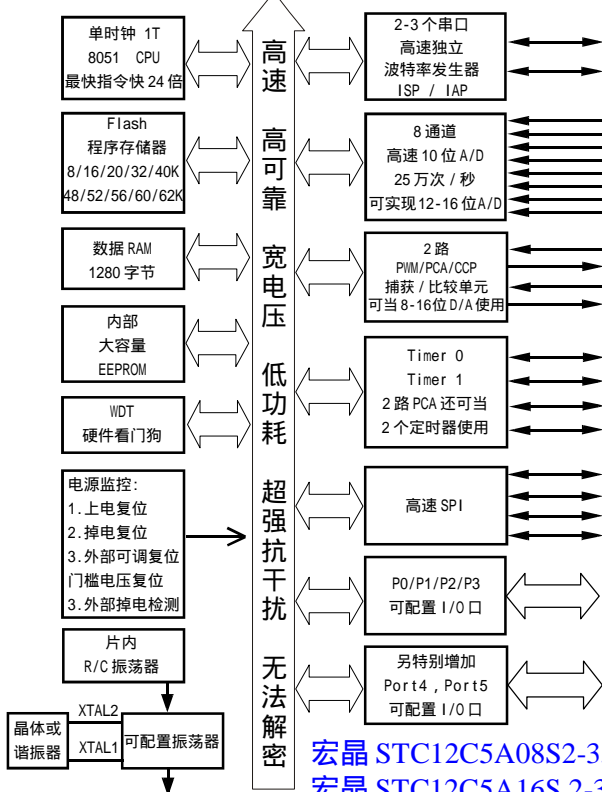 单时钟 1T
8051 CPU
最快指令快 24 倍
Flash
程序存储器
8/16/20/32/40K
48/52/56/60/62K
数据 RAM
1280 字节
内部
大容量
EEPROM
WDT
硬件看门狗
电源监控:
1.上电复位
2.掉电复位
3.外部可调复位
门槛电压复位
3.外部掉电检测
片内
R/C 振荡器
XTAL2
晶体或
谐振器
XTAL1
可配置振荡器
高速
高可靠
宽电压
低功耗
超强抗干扰
无法解密
2-3 个串口
高速独立
波特率发生器
ISP / IAP
8 通道
高速 10 位 A/D
25 万次 / 秒
可实现12-16 位A/D
2 路
PWM/PCA/CCP
捕获 / 比较单元
可当 8-16位 D/A 使用
Timer 0
Timer 1
2 路 PCA 还可当
2 个定时器使用
高速 SPI
P0/P1/P2/P3
可配置 I/O 口
另特别增加
Port4 , Port5
可配置 I/O 口
宏晶 STC12C5A08S2-3
宏晶 STC12C5A16S 2-3